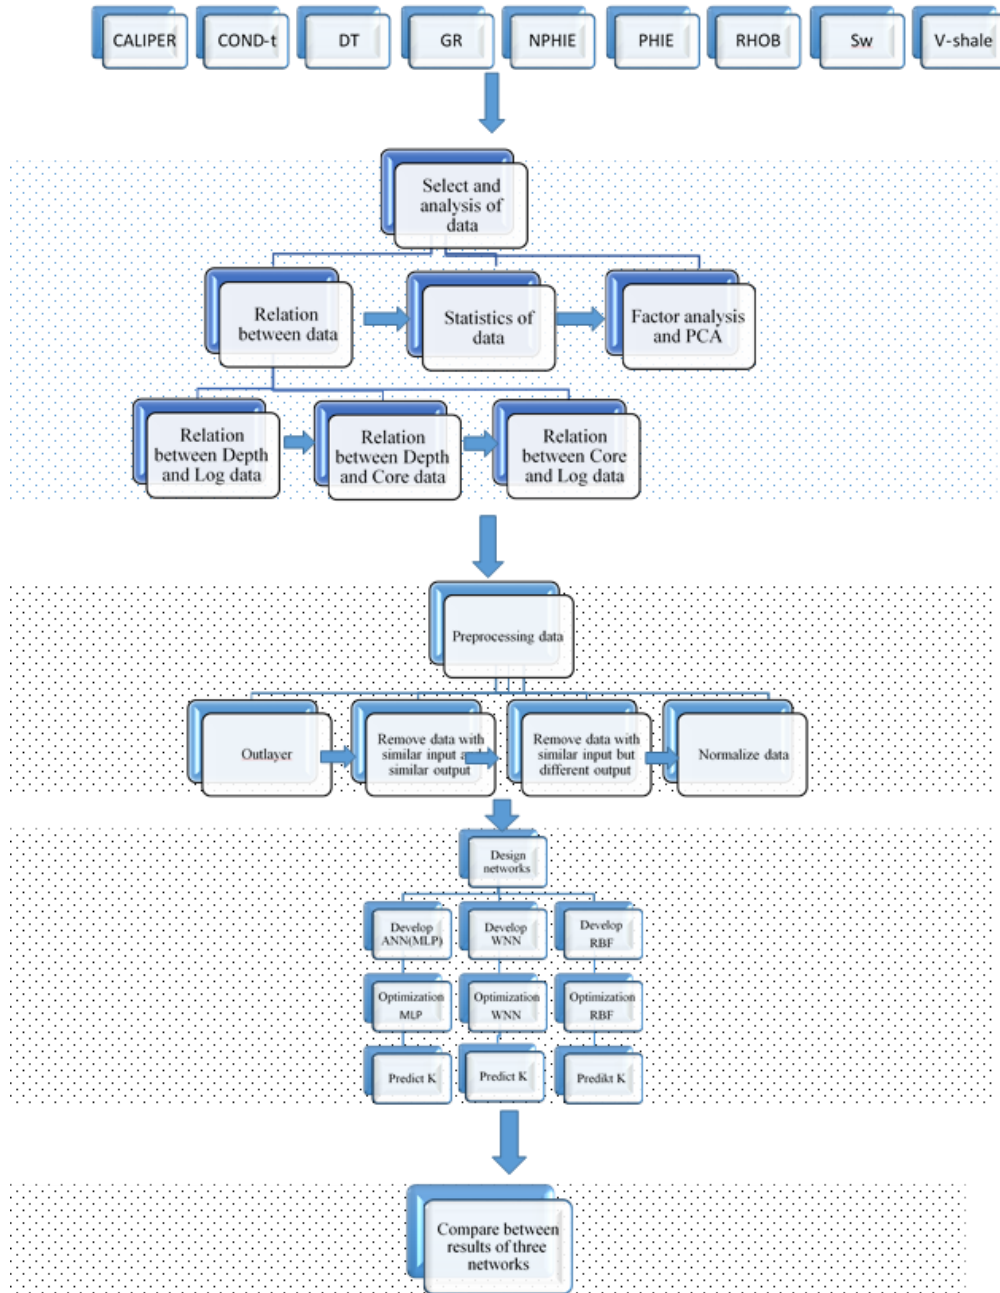 CALIPER COND-t DT GR NPHIE PHIE RHOB Sw V-shale
Select and
analysis of
data
Relation
between data
Statistics of
data
Factor analysis
and PCA
Relation
between Depth
and Log data
Relation
between Depth
and Core data
Relation
between Core
and Log data
Preprocessing data
Outlayer
Remove data with
similar input
similar output
Remove data with
similar input but
different output
Normalize data
Design
networks
Develop
ANN(MLP)
Develop
WNN
Develop
RBF
Optimization
MLP
Optimization
WNN
Optimization
RBF
Predict K
Predict K
Predikt K
Compare between
results of three
networks